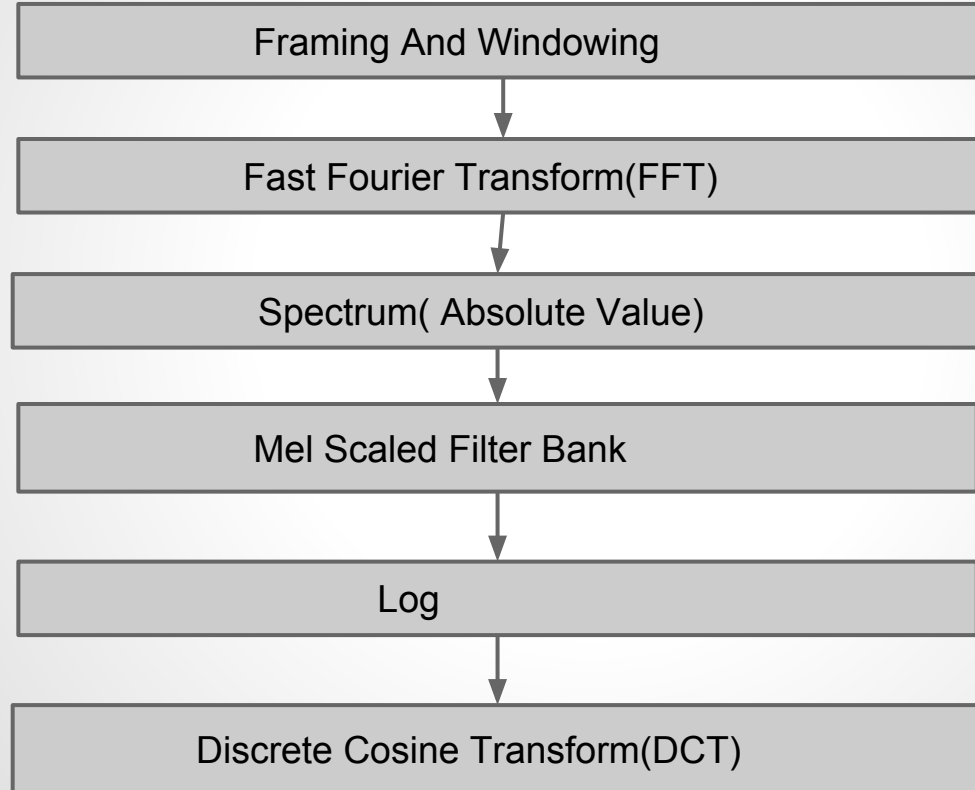 Framing And Windowing
Fast Fourier Transform(FFT)
Spectrum( Absolute Value)
Mel Scaled Filter Bank
Log
Discrete Cosine Transform(DCT)